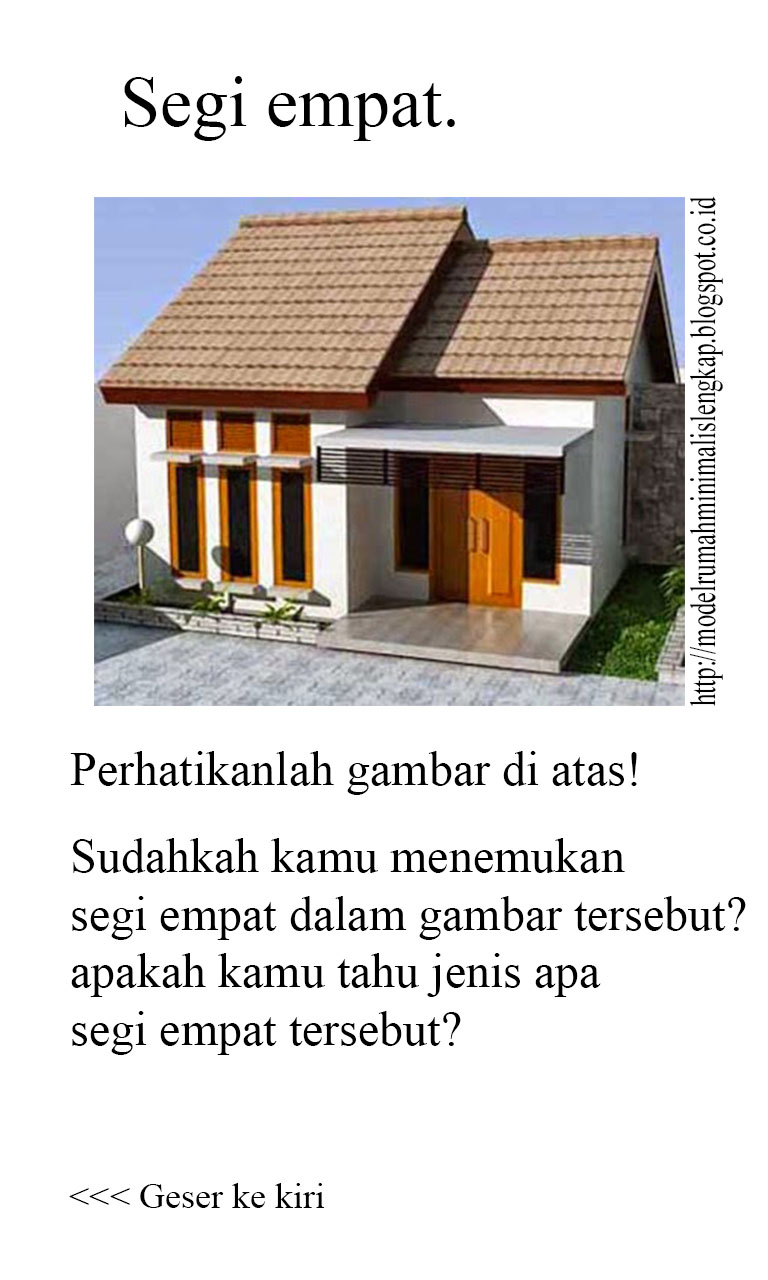 Segi empat.
http://modelrumahminimalislengkap.blogspot.co.id
Perhatikanlah gambar di atas!
Sudahkah kamu menemukan
segi empat dalam gambar tersebut?
apakah kamu tahu jenis apa
segi empat tersebut?
<<< Geser ke kiri